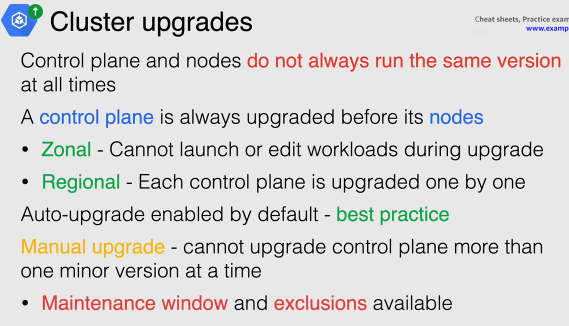 Cluster upgrades
Cheat sheets, Practice exam
www.examp
Control plane and nodes do not always run the same version
at all times
A control plane is always upgraded before its nodes
• Zonal - Cannot launch or edit workloads during upgrade
• Regional - Each control plane is upgraded one by one
Auto-upgrade enabled by default - best practice
Manual upgrade - cannot upgrade control plane more than
one minor version at a time
• Maintenance window and exclusions available